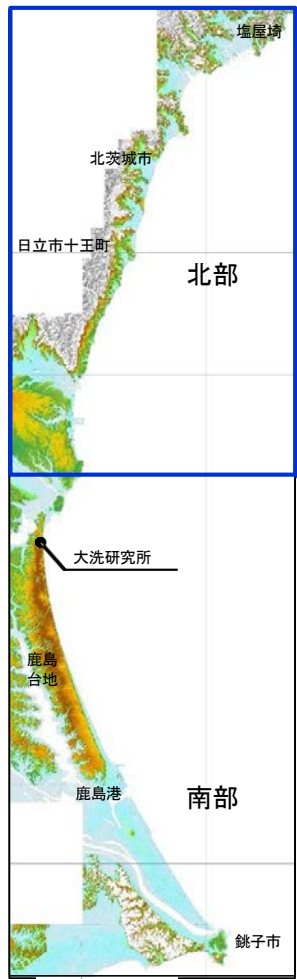 塩屋埼
北茨城市
日立市十王町
北部
大洗研究所
鹿島
台地
鹿島港
南部
銚子市